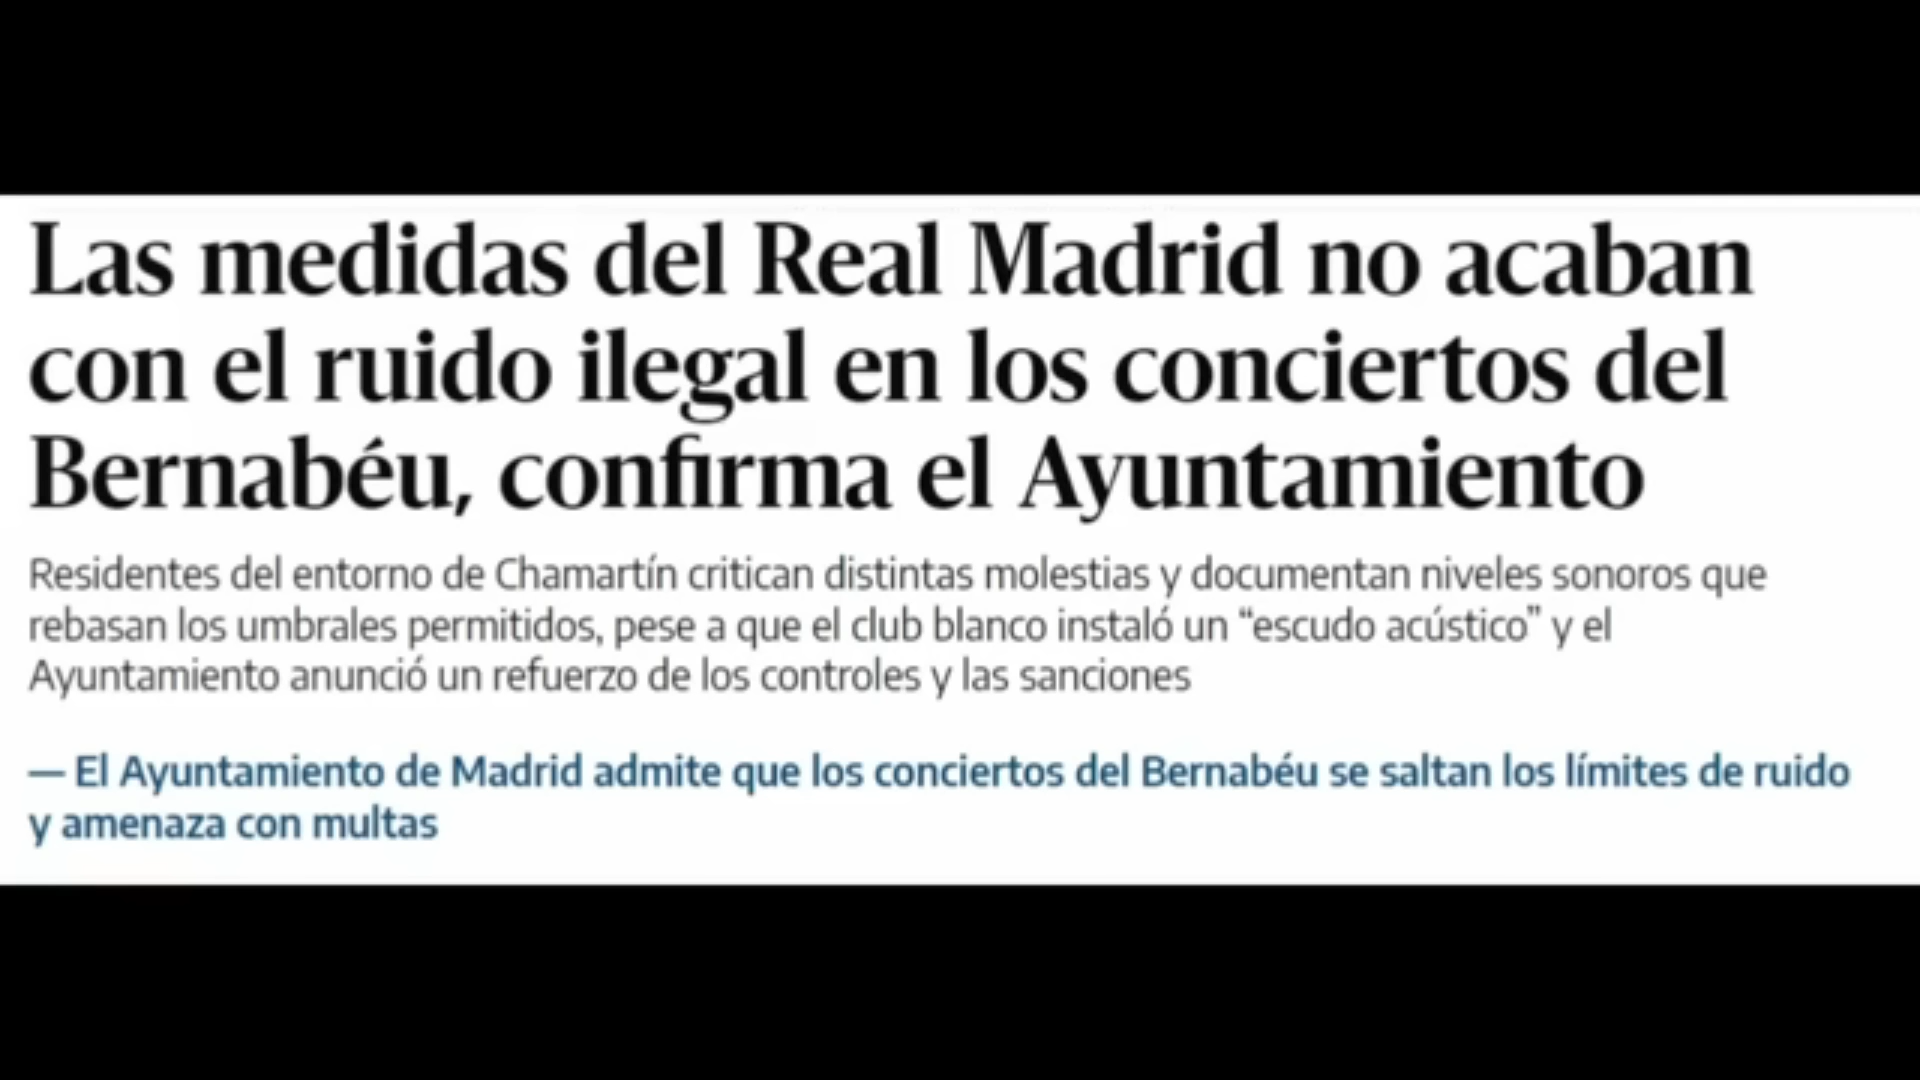 Las medidas del Real Madrid no acaban
con el ruido ilegal en los conciertos del
Bernabéu, confirma el Ayuntamiento
Residentes del entorno de Chamartín critican distintas molestias y documentan niveles sonoros que
rebasan los umbrales permitidos, pese a que el club blanco instaló un “escudo acústico” y el
Ayuntamiento anunció un refuerzo de los controles y las sanciones
— El Ayuntamiento de Madrid admite que los conciertos del Bernabéu se saltan los límites de ruido
y amenaza con multas